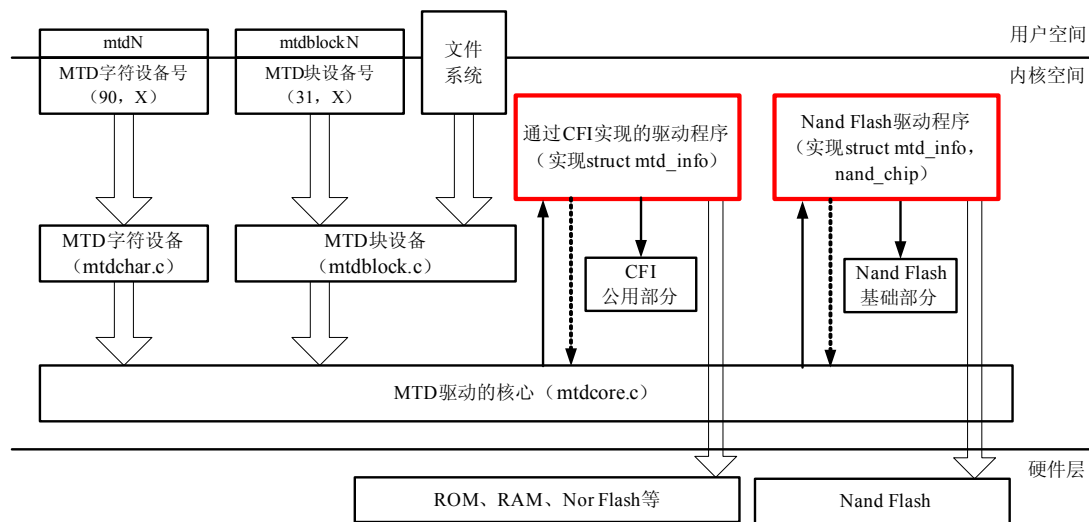 mtdN
mtdblockN
文件
系统
用户空间
MTD字符设备号
（90，X）
MTD块设备号
（31，X）
内核空间
通过CFI实现的驱动程序
（实现struct mtd_info）
Nand Flash驱动程序
（实现struct mtd_info，
nand_chip）
MTD字符设备
（mtdchar.c）
MTD块设备
（mtdblock.c）
CFI
公用部分
Nand Flash
基础部分
MTD驱动的核心（mtdcore.c）
硬件层
ROM、RAM、Nor Flash等
Nand Flash